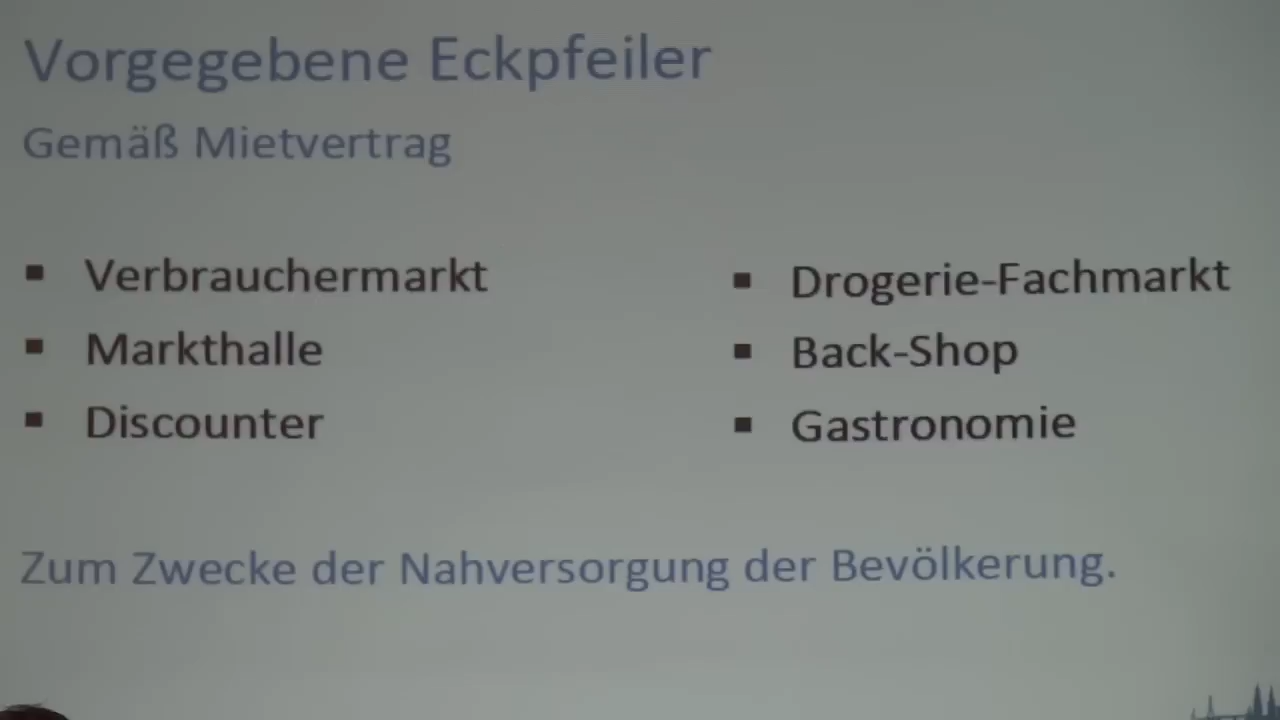 Vorgegebene Eckpfeiler
Gemäß Mietvertrag
▪ Verbrauchermarkt
▪ Markthalle
▪ Discounter
▪ Drogerie-Fachmarkt
▪ Back-Shop
▪ Gastronomie
Zum Zwecke der Nahversorgung der Bevölkerung.